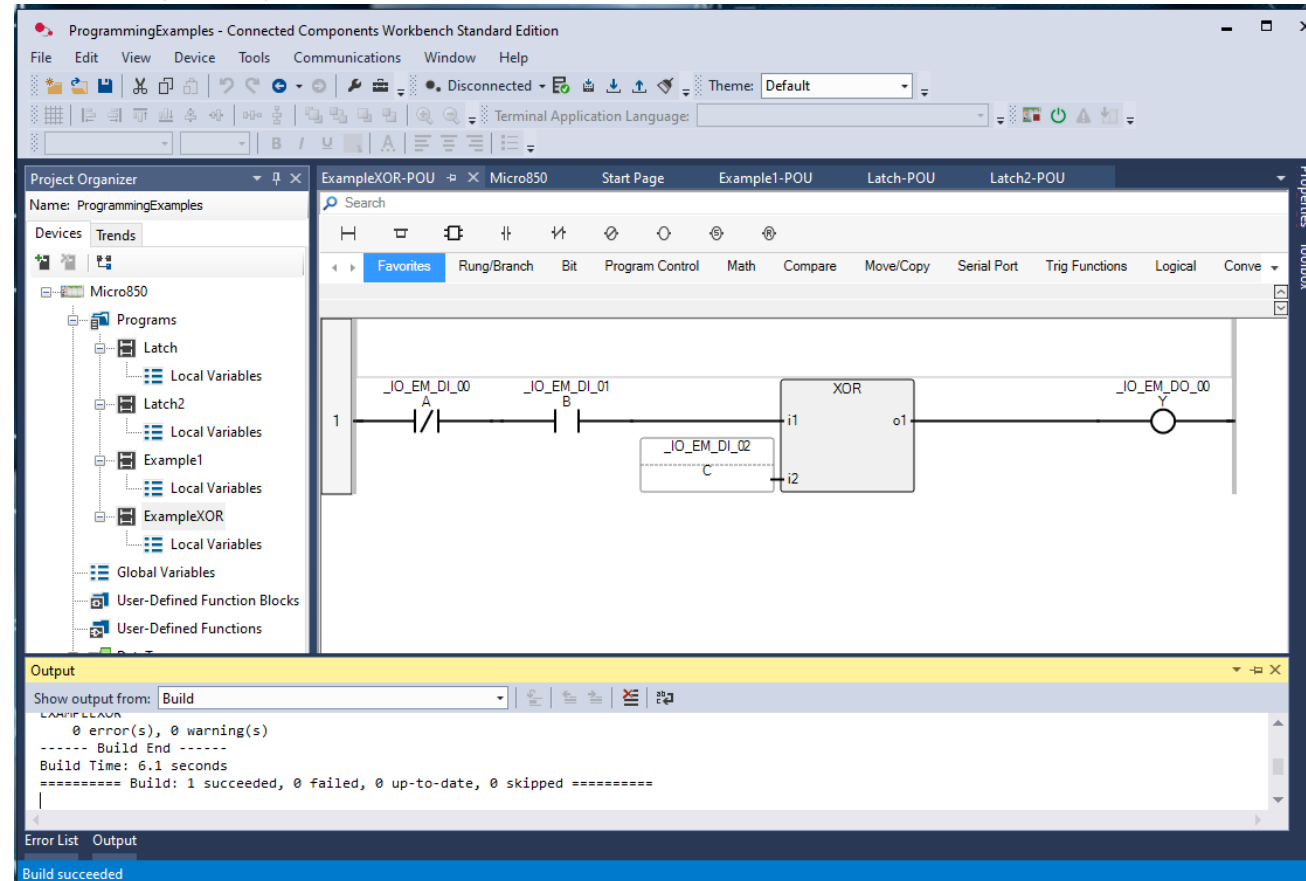 ProgrammingExamples - Connected Components Workbench Standard Edition
File Edit View Device Tools Communications Window Help
Disconnected Theme: Default
Terminal Application Language:
B I U A
Project Organizer
Name: ProgrammingExamples
Devices Trends
Micro850
Programs
Latch
Local Variables
Latch2
Local Variables
Example1
Local Variables
ExampleXOR
Local Variables
Global Variables
User-Defined Function Blocks
User-Defined Functions
ExampleXOR-POU Micro850 Start Page Example1-POU Latch-POU Latch2-POU
Search
S R
Favorites Rung/Branch Bit Program Control Math Compare Move/Copy Serial Port Trig Functions Logical Conve
_IO_EM_DI_00 _IO_EM_DI_01 XOR _IO_EM_DO_00
A B Y
1 i1 o1
_IO_EM_DI_02
C
i2
Properties Toolbox
Output
Show output from: Build
EXAMPLEXOR
0 error(s), 0 warning(s)
------ Build End ------
Build Time: 6.1 seconds
========== Build: 1 succeeded, 0 failed, 0 up-to-date, 0 skipped ==========
Error List Output
Build succeeded